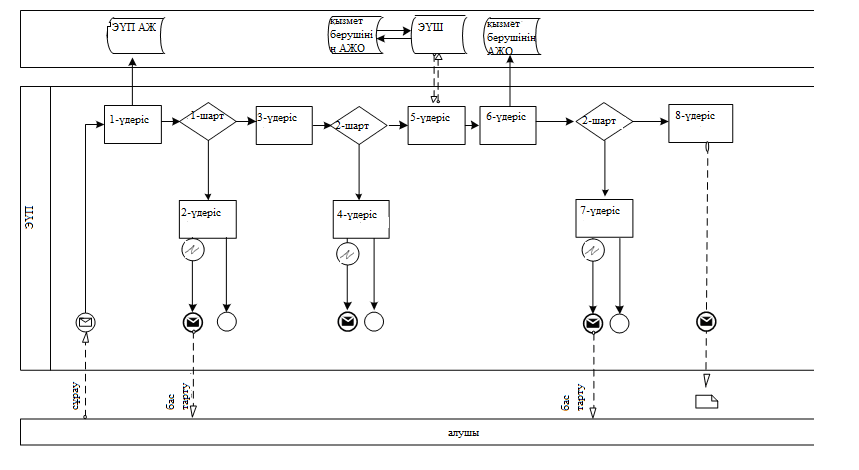 ЭҮП АЖ
қызмет
берушіні
ң АЖО
ЭҮШ
қызмет
берушінің
АЖО
1-үдеріс
1-шарт
3-үдеріс
2-шарт
5-үдеріс
6-үдеріс
2-шарт
8-үдеріс
2-үдеріс
4-үдеріс
7-үдеріс
ЭҮП
сұрау
бас
тарту
бас
тарту
алушы